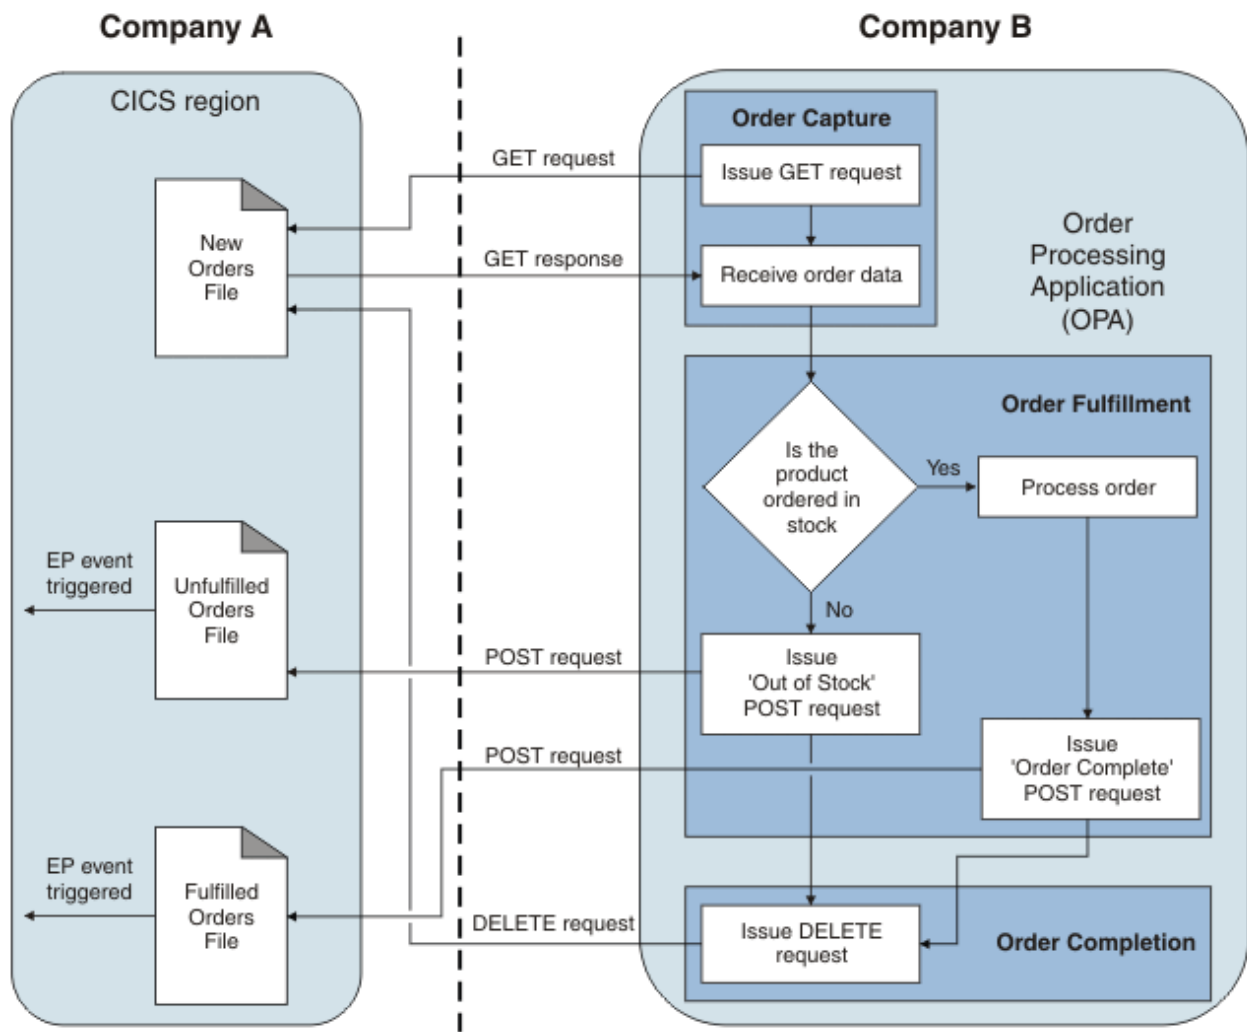 Company A
Company B
CICS region
Order Capture
GET request
Issue GET request
New
Orders
File
GET response
Receive order data
Order
Processing
Application
(OPA)
Order Fulfillment
Is the
product
ordered in
stock
Yes
Process order
No
EP event
triggered
Unfulfilled
Orders
File
POST request
Issue
'Out of Stock'
POST request
POST request
Issue
'Order Complete'
POST request
EP event
triggered
Fulfilled
Orders
File
DELETE request
Issue DELETE
request
Order Completion